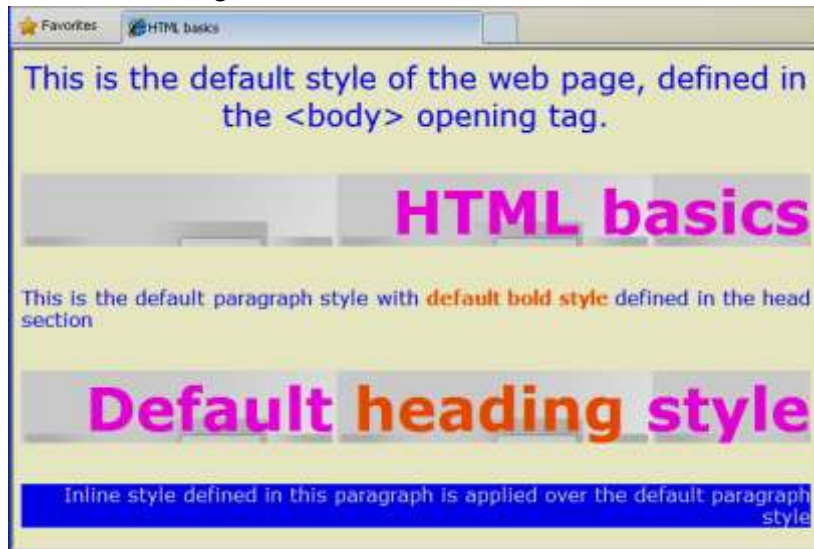 Favorites
HTML basics
This is the default style of the web page, defined in
the <body> opening tag.
HTML basics
This is the default paragraph style with default bold style defined in the head
section
Default heading style
Inline style defined in this paragraph is applied over the default paragraph
style